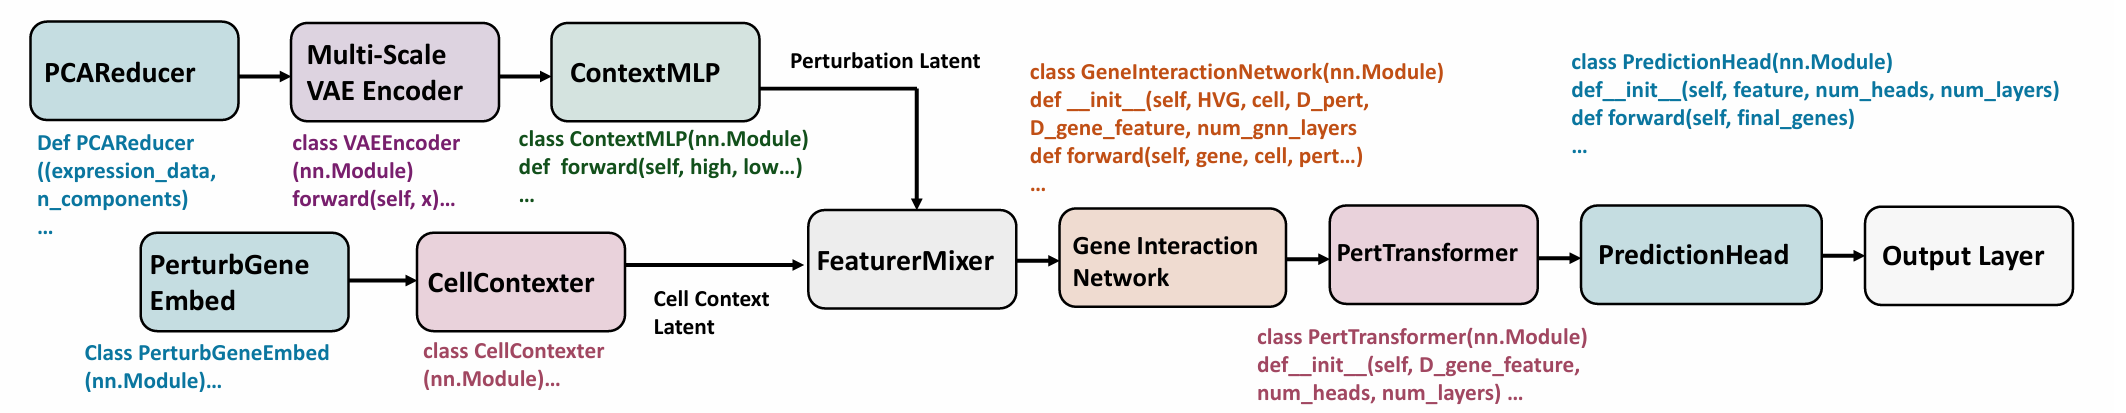 PCAReducer
Multi-Scale
VAE Encoder
ContextMLP
Perturbation Latent
Def PCAReducer
((expression_data,
n_components)
...
class VAEEncoder
(nn.Module)
forward(self, x)...
class ContextMLP(nn.Module)
def  forward(self, high, low...)
...
class GeneInteractionNetwork(nn.Module)
def __init__(self, HVG, cell, D_pert,
D_gene_feature, num_gnn_layers
def forward(self, gene, cell, pert...)
...
class PredictionHead(nn.Module)
def__init__(self, feature, num_heads, num_layers)
def forward(self, final_genes)
...
PerturbGene
Embed
CellContexter
Cell Context
Latent
FeaturerMixer
Gene Interaction
Network
PertTransformer
PredictionHead
Output Layer
Class PerturbGeneEmbed
(nn.Module)...
class CellContexter
(nn.Module)...
class PertTransformer(nn.Module)
def__init__(self, D_gene_feature,
num_heads, num_layers) ...